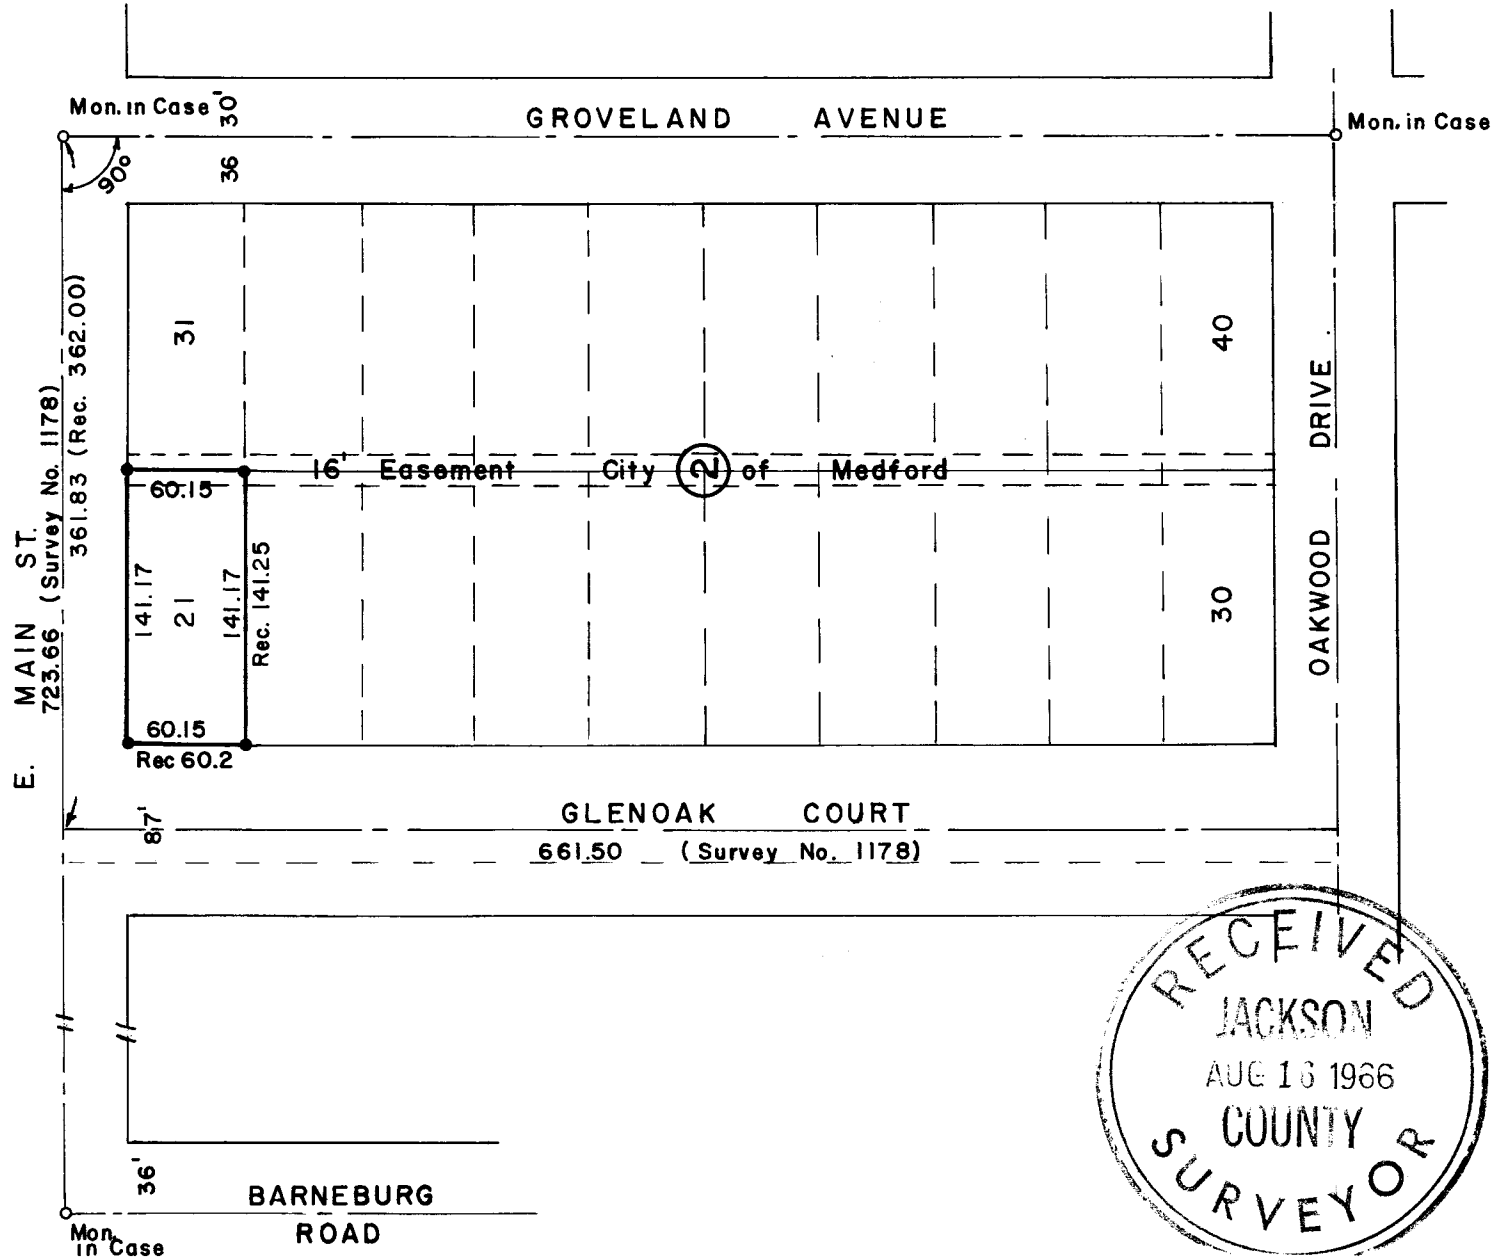 Mon. in Case
30'
GROVELAND AVENUE
Mon. in Case
90°
36
31
40
E. MAIN ST.
723.66 (Survey No. 1178)
361.83 (Rec. 362.00)
16' Easement City 2 of Medford
60.15
141.17
21
141.17
Rec. 141.25
30
OAKWOOD DRIVE
60.15
Rec 60.2
87'
GLENOAK COURT
661.50 (Survey No. 1178)
RECEIVED
JACKSON
AUG 16 1966
COUNTY
SURVEYOR
36'
BARNEBURG
ROAD
Mon.
in Case